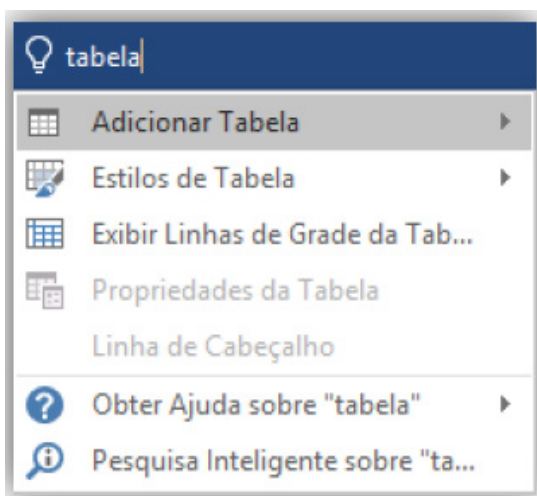 tabela
Adicionar Tabela
Estilos de Tabela
Exibir Linhas de Grade da Tab...
Propriedades da Tabela
Linha de Cabeçalho
Obter Ajuda sobre "tabela"
Pesquisa Inteligente sobre "ta...